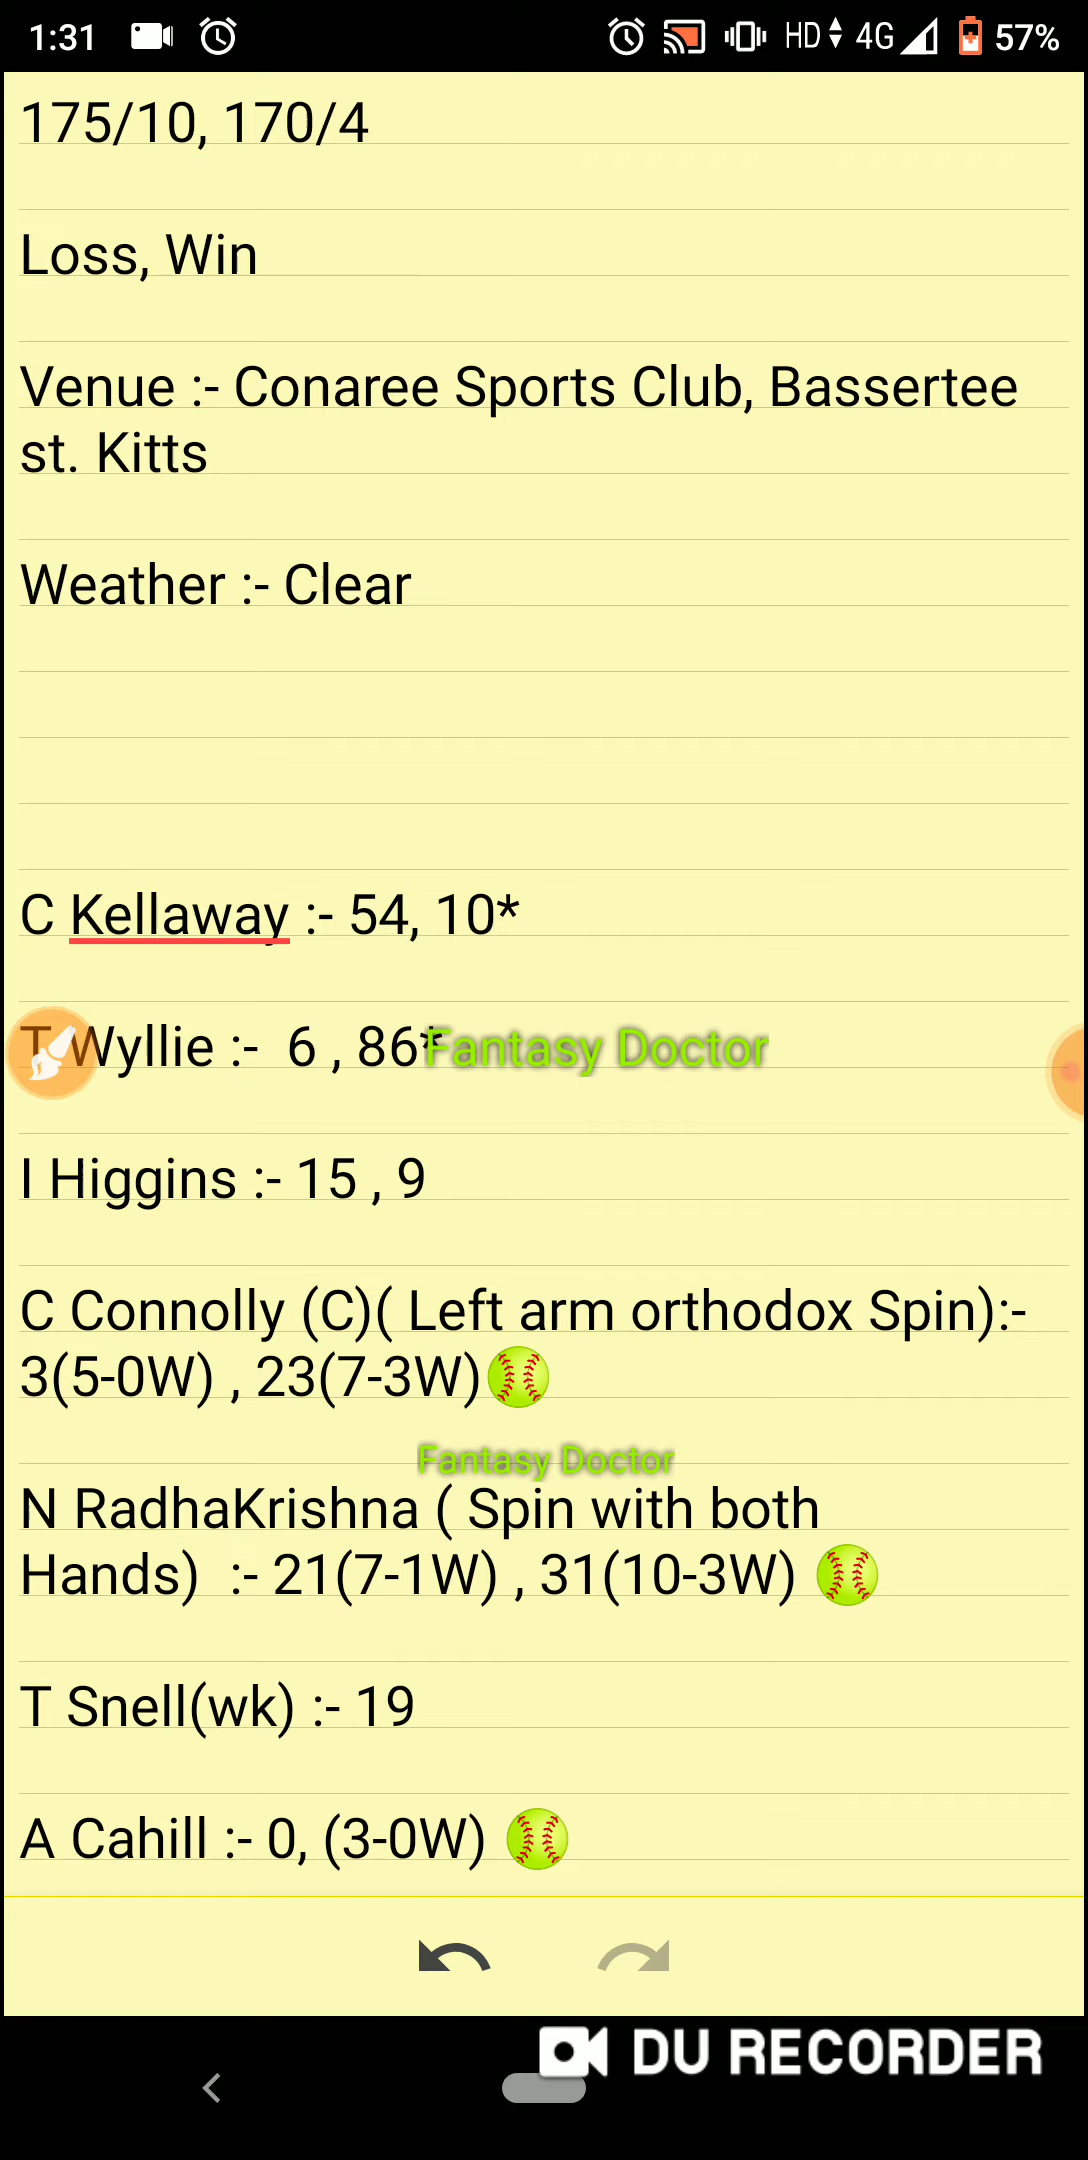 1:31 HD 4G 57%
175/10, 170/4
Loss, Win
Venue :- Conaree Sports Club, Bassertee
st. Kitts
Weather :- Clear
C Kellaway :- 54, 10*
T Wyllie :- 6 , 86*
Fantasy Doctor
I Higgins :- 15 , 9
C Connolly (C)( Left arm orthodox Spin):-
3(5-0W) , 23(7-3W)
Fantasy Doctor
N RadhaKrishna ( Spin with both
Hands) :- 21(7-1W) , 31(10-3W)
T Snell(wk) :- 19
A Cahill :- 0, (3-0W)
DU RECORDER